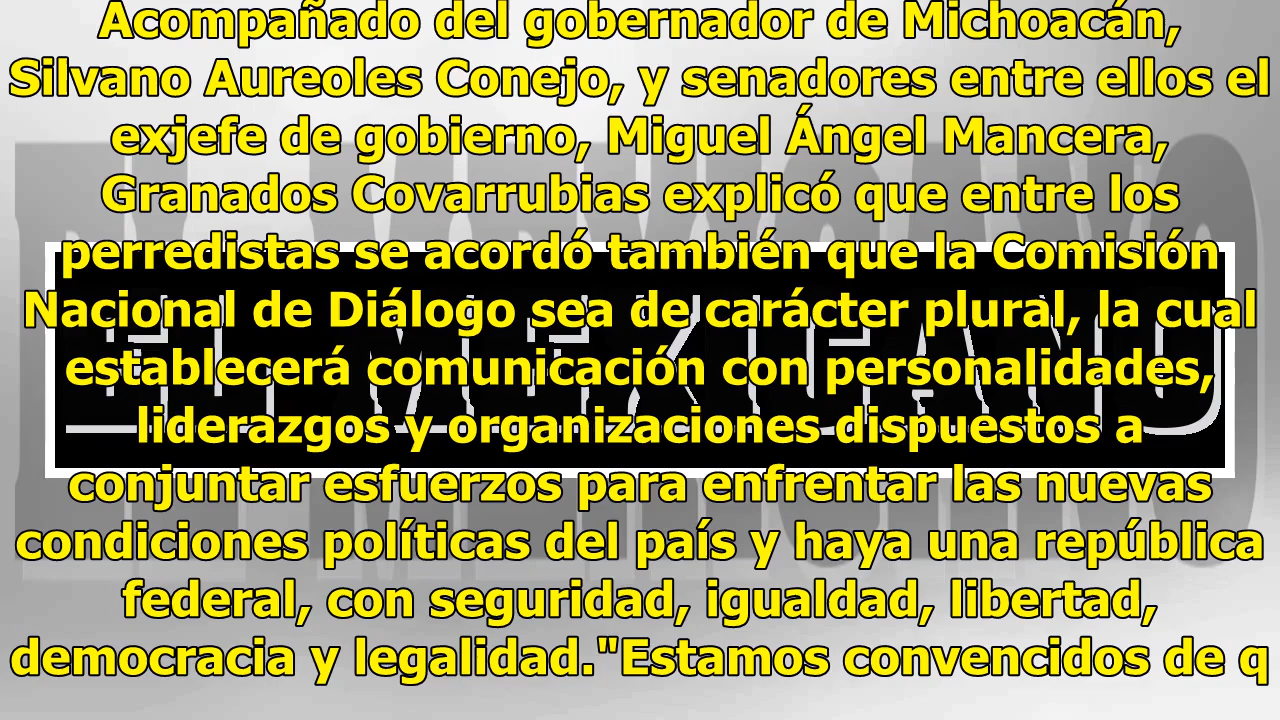 Acompañado del gobernador de Michoacán,
Silvano Aureoles Conejo, y senadores entre ellos el
exjefe de gobierno, Miguel Ángel Mancera,
Granados Covarrubias explicó que entre los
perredistas se acordó también que la Comisión
Nacional de Diálogo sea de carácter plural, la cual
establecerá comunicación con personalidades,
liderazgos y organizaciones dispuestos a
conjuntar esfuerzos para enfrentar las nuevas
condiciones políticas del país y haya una república
federal, con seguridad, igualdad, libertad,
democracia y legalidad."Estamos convencidos de q
EL MEXICANO